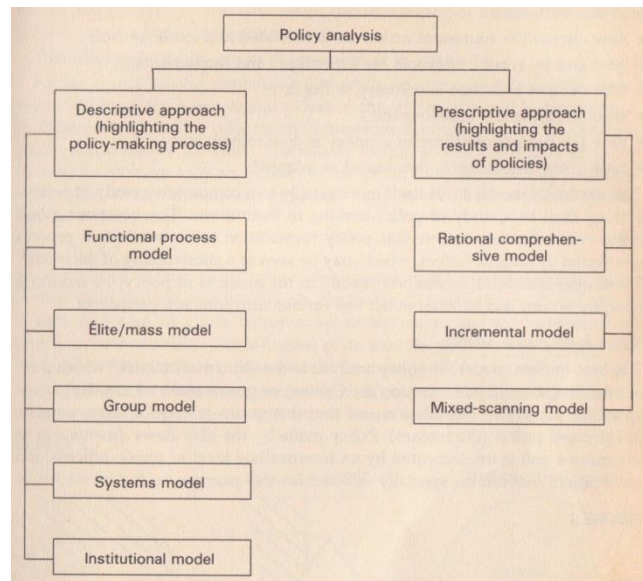 Policy analysis
Descriptive approach
(highlighting the
policy-making process)
Prescriptive approach
(highlighting the
results and impacts
of policies)
Functional process
model
Rational comprehen-
sive model
Élite/mass model
Incremental model
Group model
Mixed-scanning model
Systems model
Institutional model